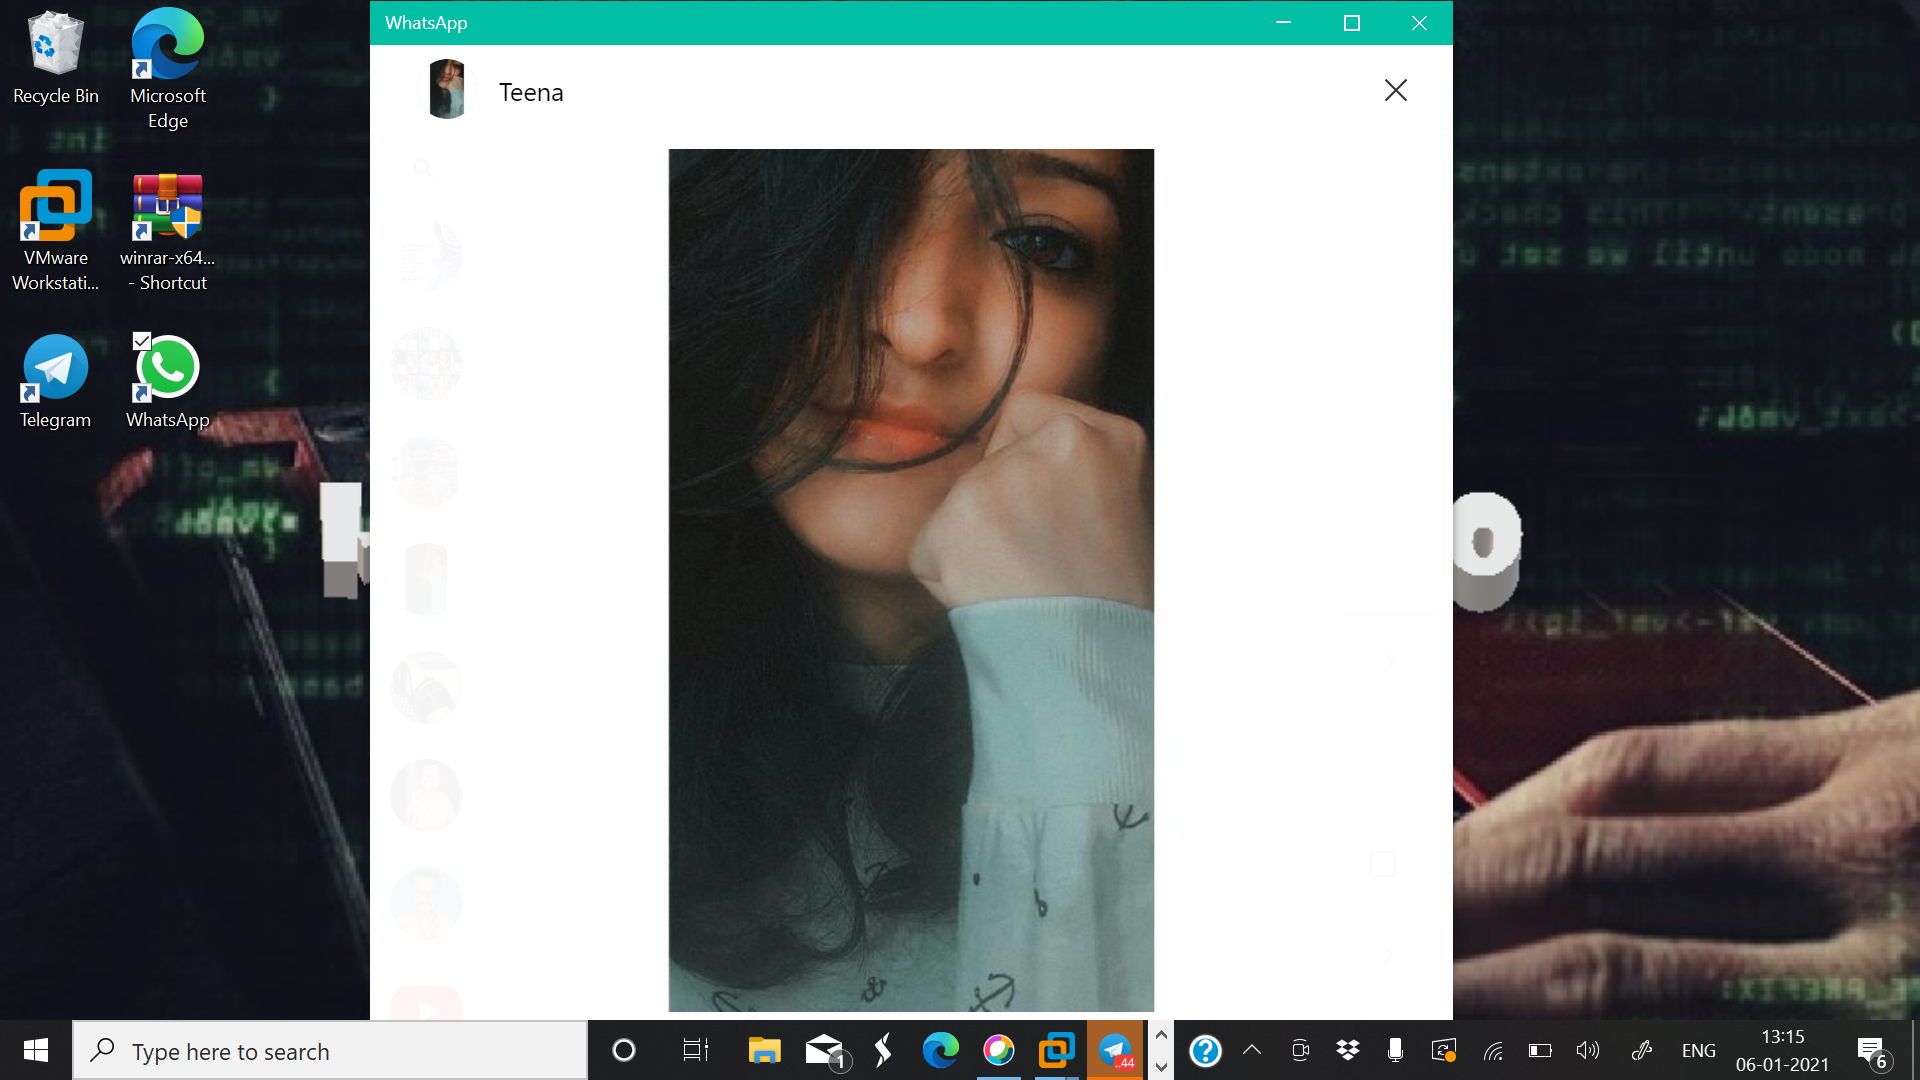 WhatsApp
Teena
Recycle Bin
Microsoft
Edge
VMware
Workstati...
winrar-x64...
- Shortcut
Telegram
WhatsApp
Type here to search
1
..44
ENG
13:15
06-01-2021
6